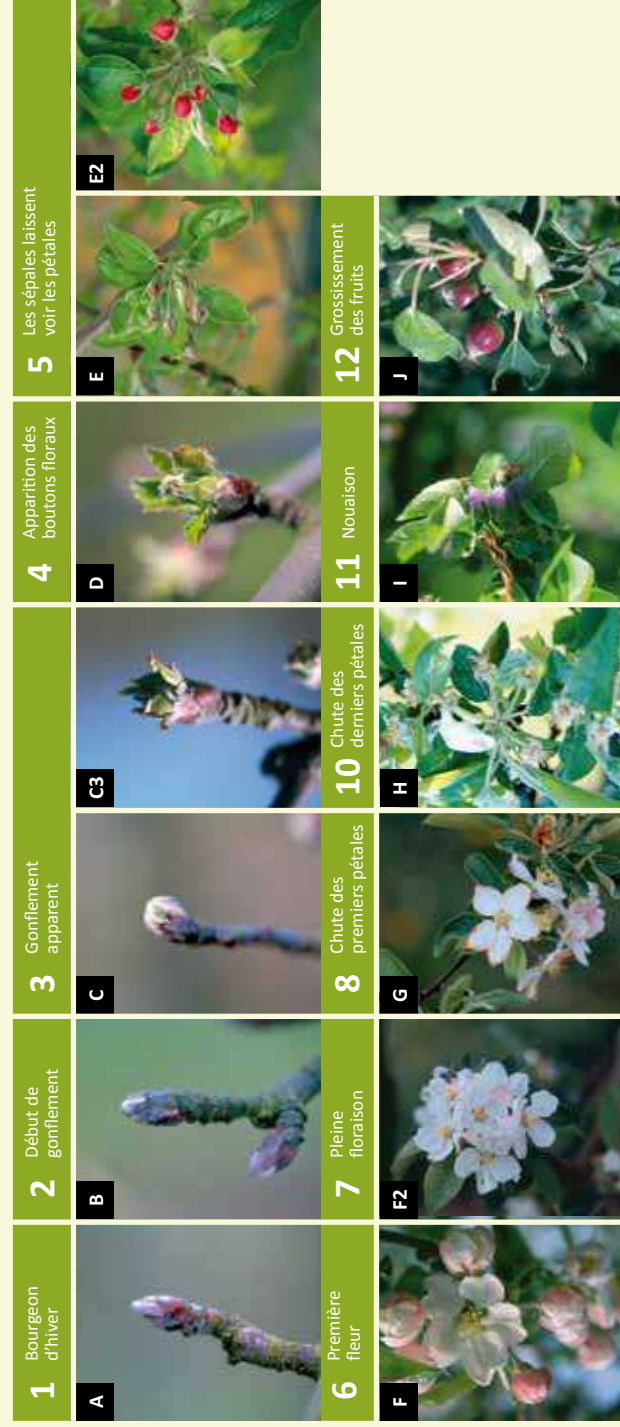 1 Bourgeon
d'hiver
2 Début de
gonflement
3 Gonflement
apparent
4 Apparition des
boutons floraux
5 Les sépales laissent
voir les pétales
A
B
C
C3
D
E
E2
6 Première
fleur
7 Pleine
floraison
8 Chute des
premiers pétales
10 Chute des
derniers pétales
11 Nouaison
12 Grossissement
des fruits
F
F2
G
H
I
J